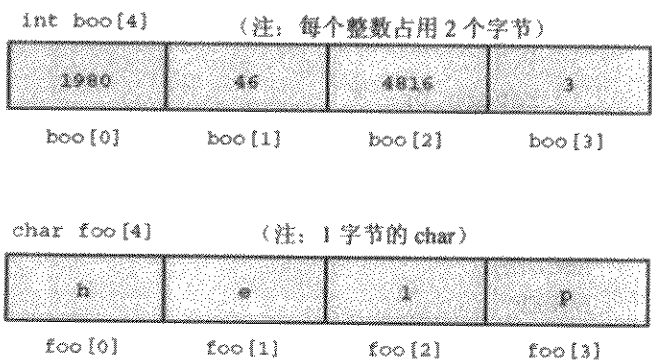 int boo[4] （注：每个整数占用 2 个字节）
1980 46 4816 3
boo[0] boo[1] boo[2] boo[3]
char foo[4] （注：1 字节的 char）
h e l p
foo[0] foo[1] foo[2] foo[3]